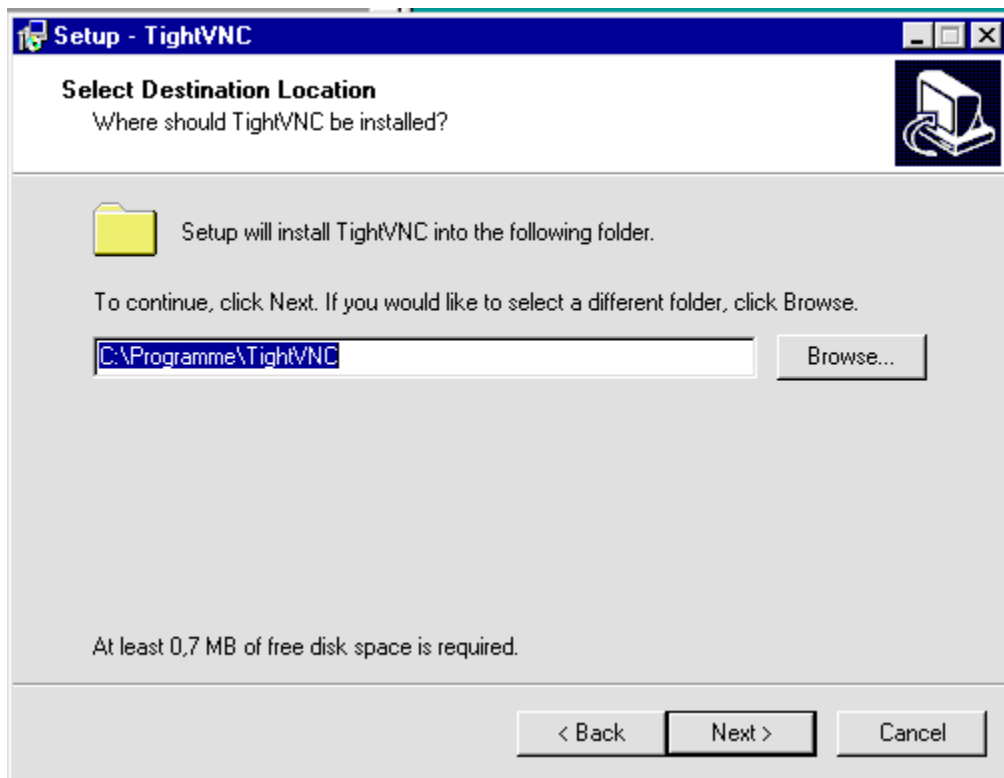 Setup - TightVNC
Select Destination Location
Where should TightVNC be installed?
Setup will install TightVNC into the following folder.
To continue, click Next. If you would like to select a different folder, click Browse.
C:\Programme\TightVNC
Browse...
At least 0,7 MB of free disk space is required.
< Back
Next >
Cancel